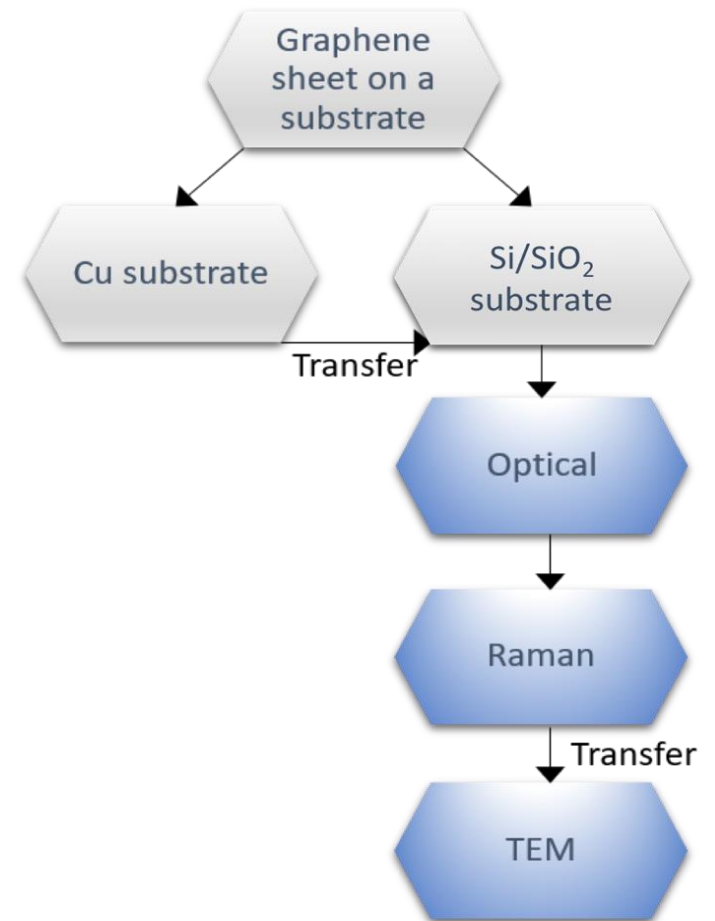 Graphene
sheet on a
substrate
Cu substrate
Si/SiO₂
substrate
Transfer
Optical
Raman
Transfer
TEM